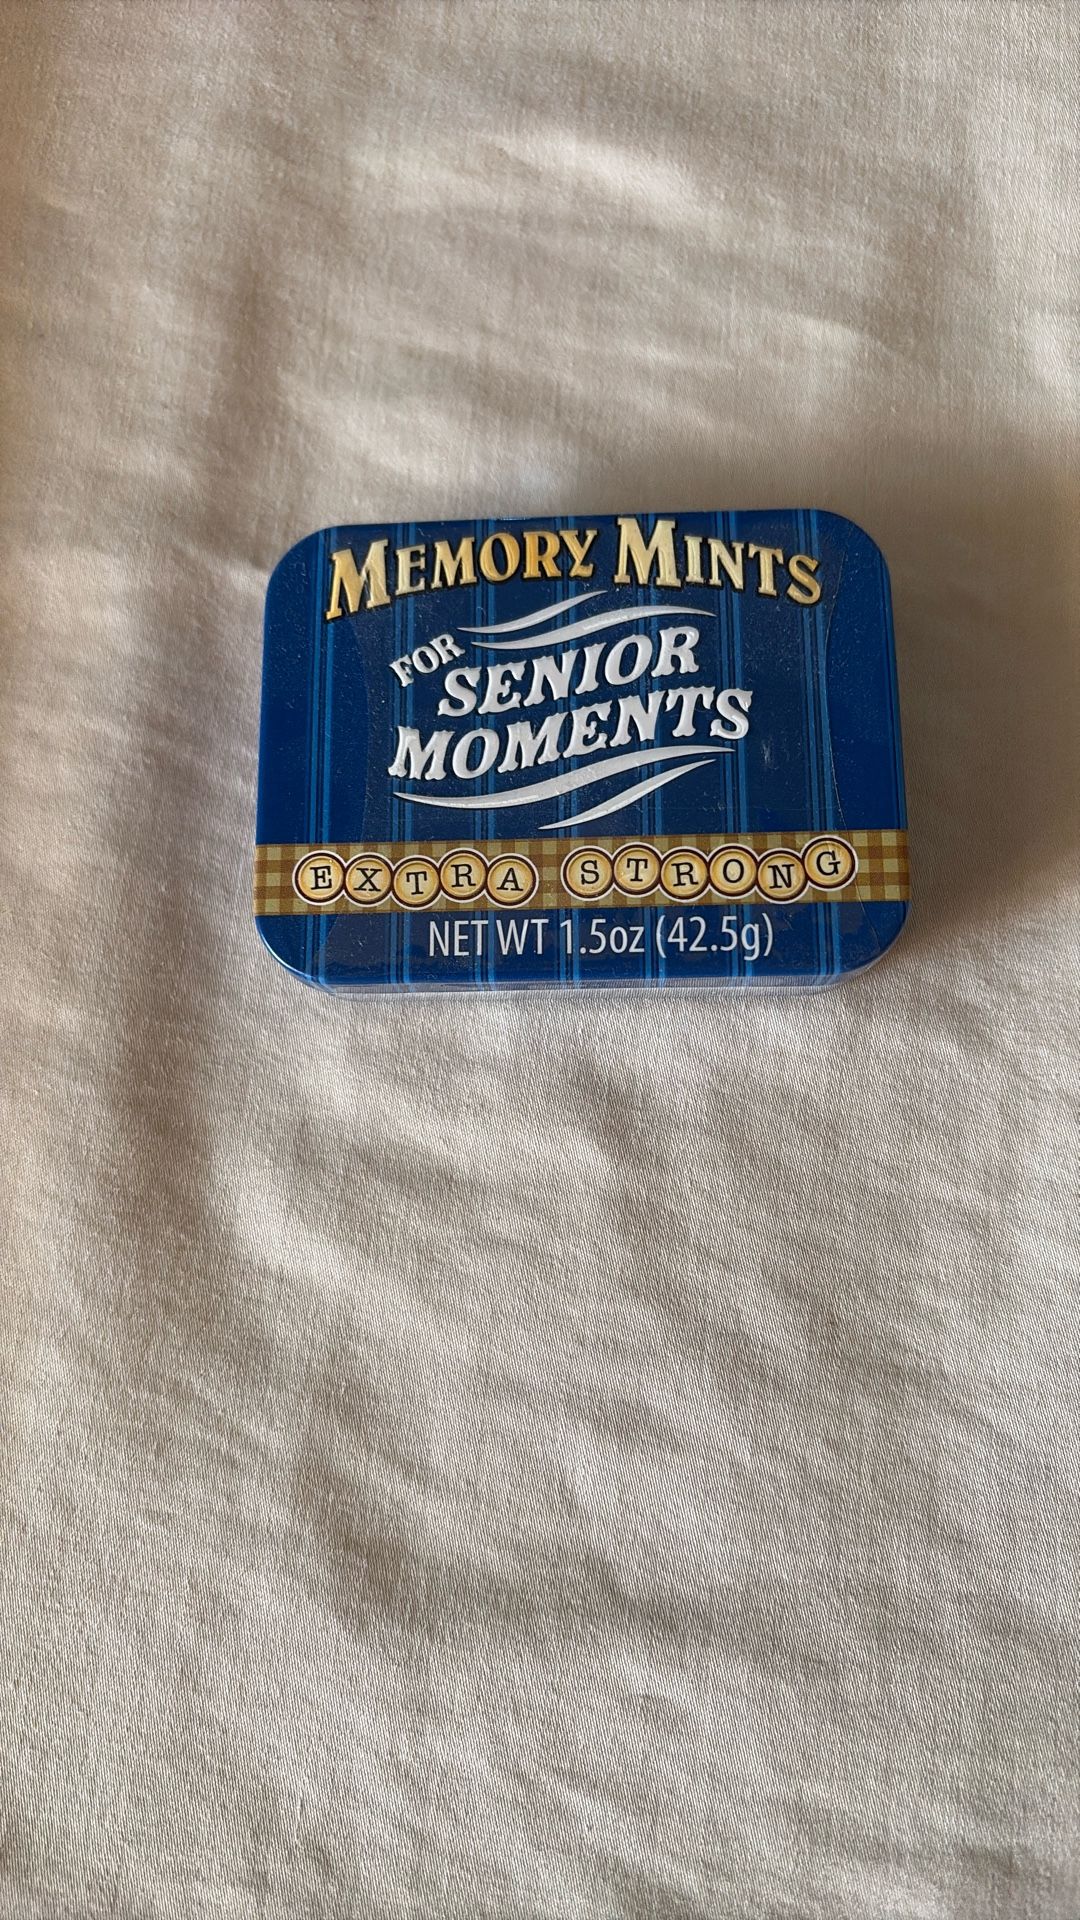 MEMORY MINTS
FOR
SENIOR
MOMENTS
EXTRA STRONG
NET WT 1.5oz (42.5g)